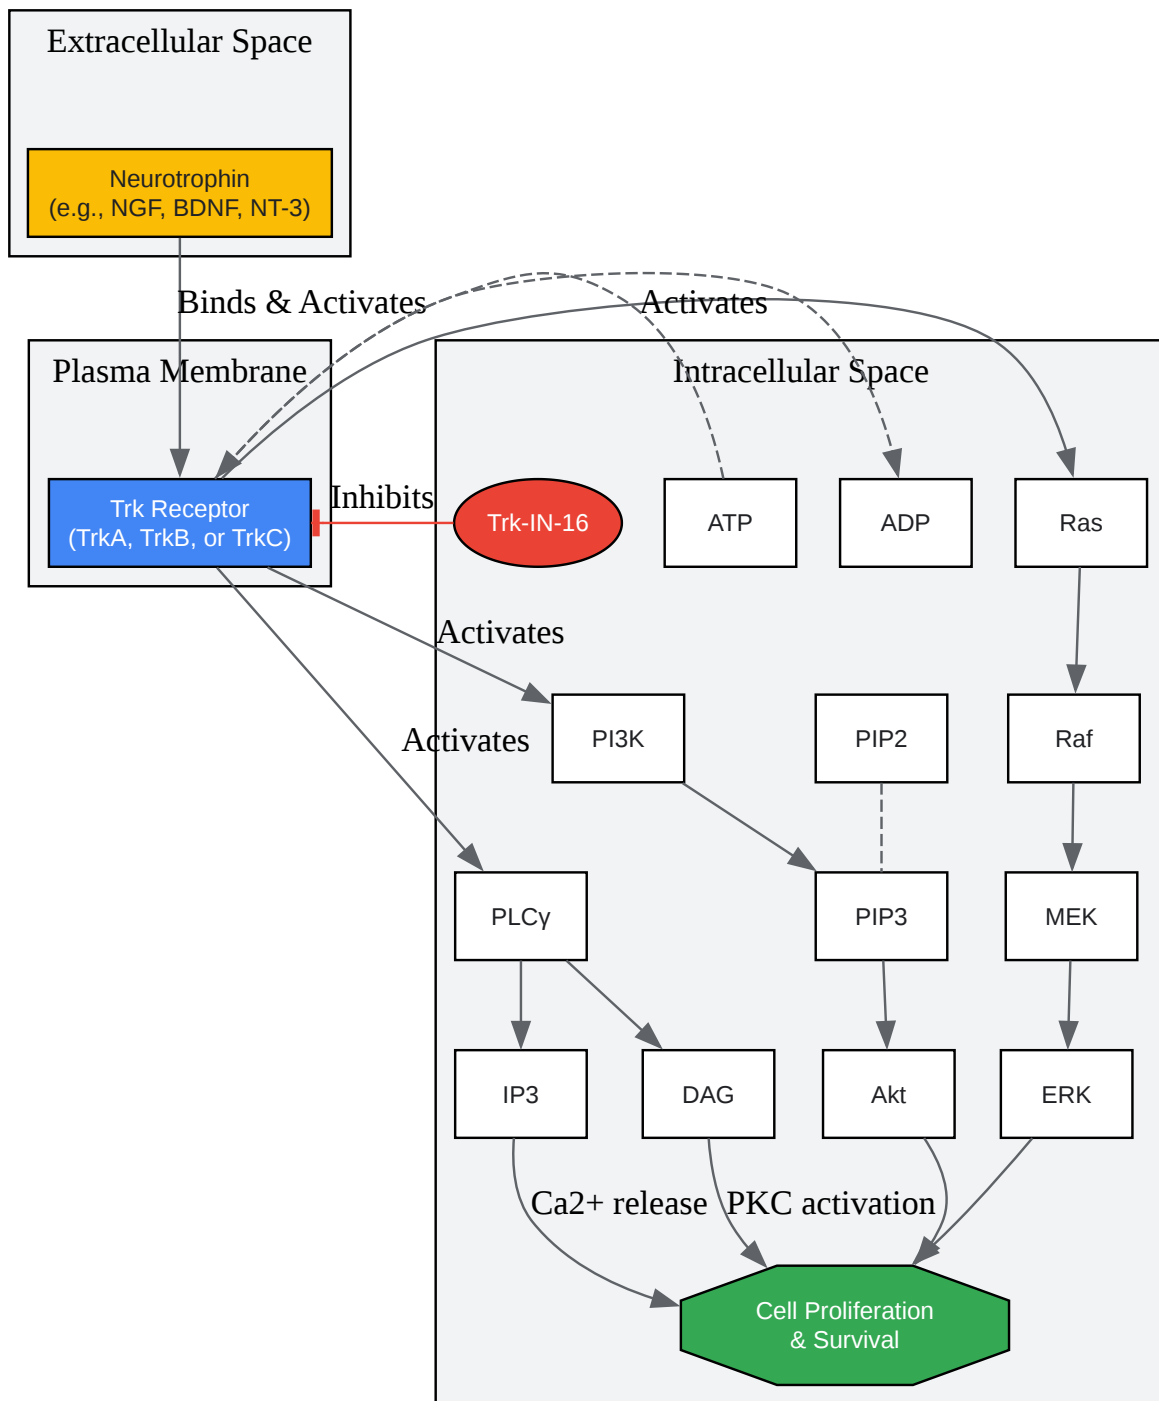 Extracellular Space
Neurotrophin
(e.g., NGF, BDNF, NT-3)
Binds & Activates
Activates
Plasma Membrane
Intracellular Space
Trk Receptor
(TrkA, TrkB, or TrkC)
Inhibits
Trk-IN-16
ATP
ADP
Ras
Activates
PI3K
PIP2
Raf
Activates
PLCγ
PIP3
MEK
IP3
DAG
Akt
ERK
Ca2+ release
PKC activation
Cell Proliferation
& Survival